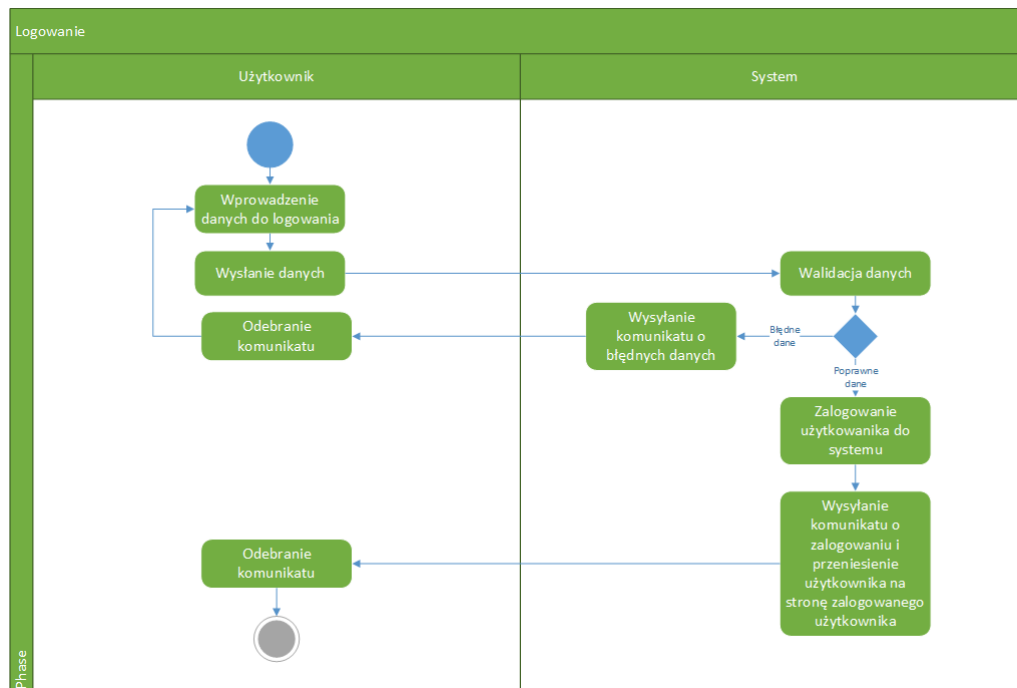 Logowanie
Użytkownik
System
Wprowadzenie
danych do logowania
Wysłanie danych
Walidacja danych
Odebranie
komunikatu
Wysyłanie
komunikatu o
błędnych danych
Błędne
dane
Poprawne
dane
Zalogowanie
użytkowanika do
systemu
Wysyłanie
komunikatu o
zalogowaniu i
przeniesienie
użytkownika na
stronę zalogowanego
użytkownika
Odebranie
komunikatu
Phase